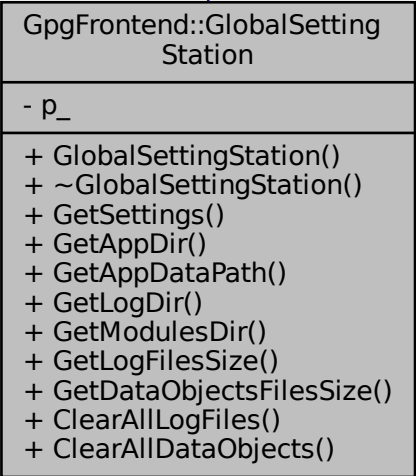 GpgFrontend::GlobalSetting
Station
- p_
+ GlobalSettingStation()
+ ~GlobalSettingStation()
+ GetSettings()
+ GetAppDir()
+ GetAppDataPath()
+ GetLogDir()
+ GetModulesDir()
+ GetLogFilesSize()
+ GetDataObjectsFilesSize()
+ ClearAllLogFiles()
+ ClearAllDataObjects()